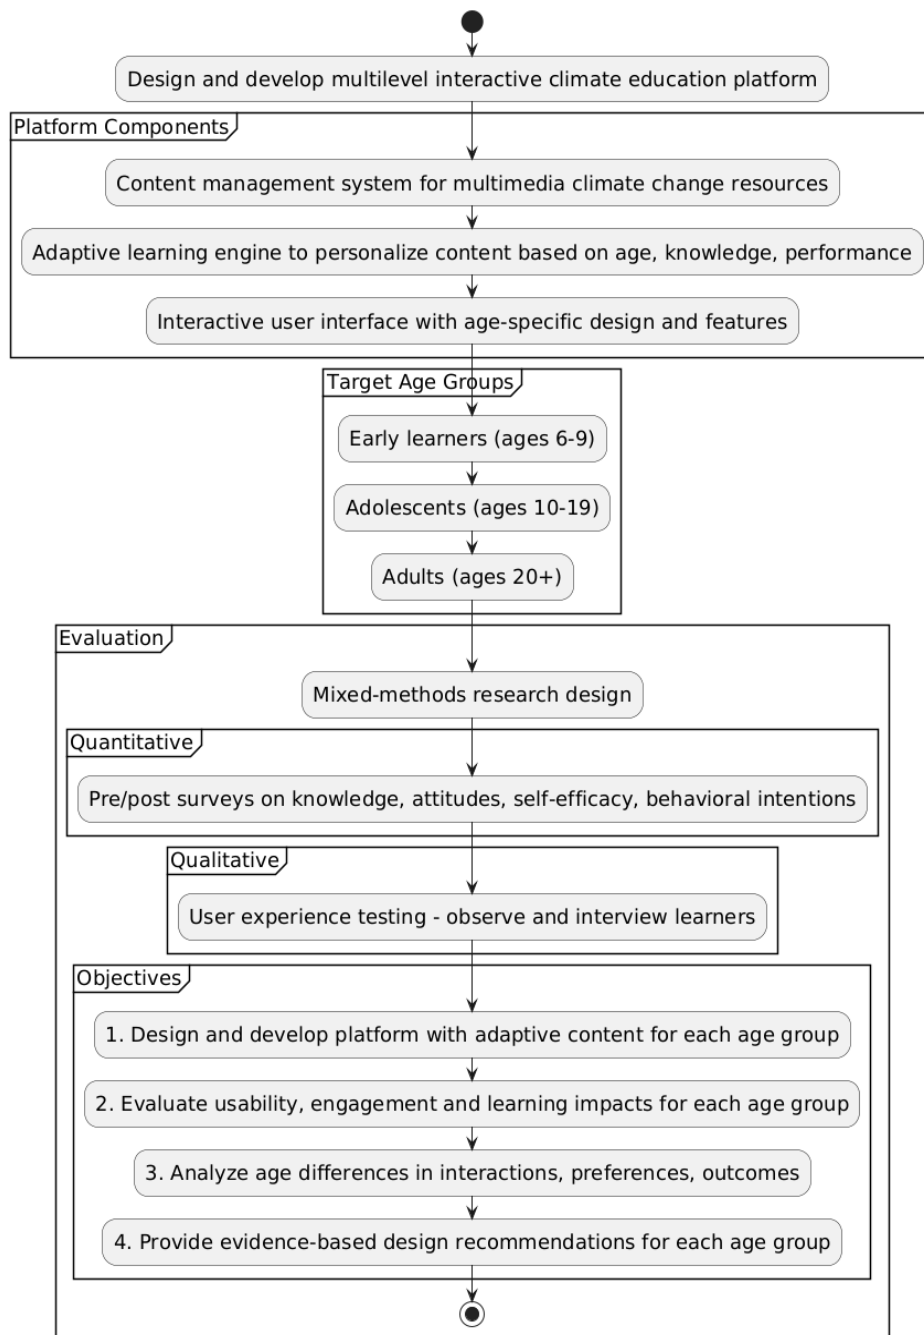 Design and develop multilevel interactive climate education platform
Platform Components
Content management system for multimedia climate change resources
Adaptive learning engine to personalize content based on age, knowledge, performance
Interactive user interface with age-specific design and features
Target Age Groups
Early learners (ages 6-9)
Adolescents (ages 10-19)
Adults (ages 20+)
Evaluation
Mixed-methods research design
Quantitative
Pre/post surveys on knowledge, attitudes, self-efficacy, behavioral intentions
Qualitative
User experience testing - observe and interview learners
Objectives
1. Design and develop platform with adaptive content for each age group
2. Evaluate usability, engagement and learning impacts for each age group
3. Analyze age differences in interactions, preferences, outcomes
4. Provide evidence-based design recommendations for each age group